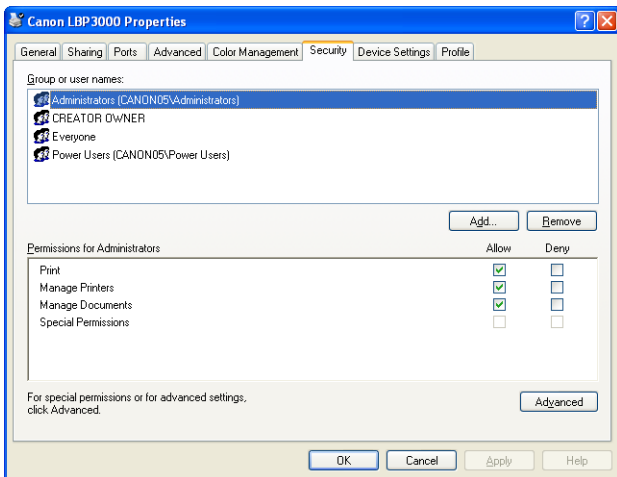 Canon LBP3000 Properties
General Sharing Ports Advanced Color Management Security Device Settings Profile
Group or user names:
Administrators (CANON05\Administrators)
CREATOR OWNER
Everyone
Power Users (CANON05\Power Users)
Add... Remove
Permissions for Administrators Allow Deny
Print
Manage Printers
Manage Documents
Special Permissions
For special permissions or for advanced settings,
click Advanced.
Advanced
OK Cancel Apply Help